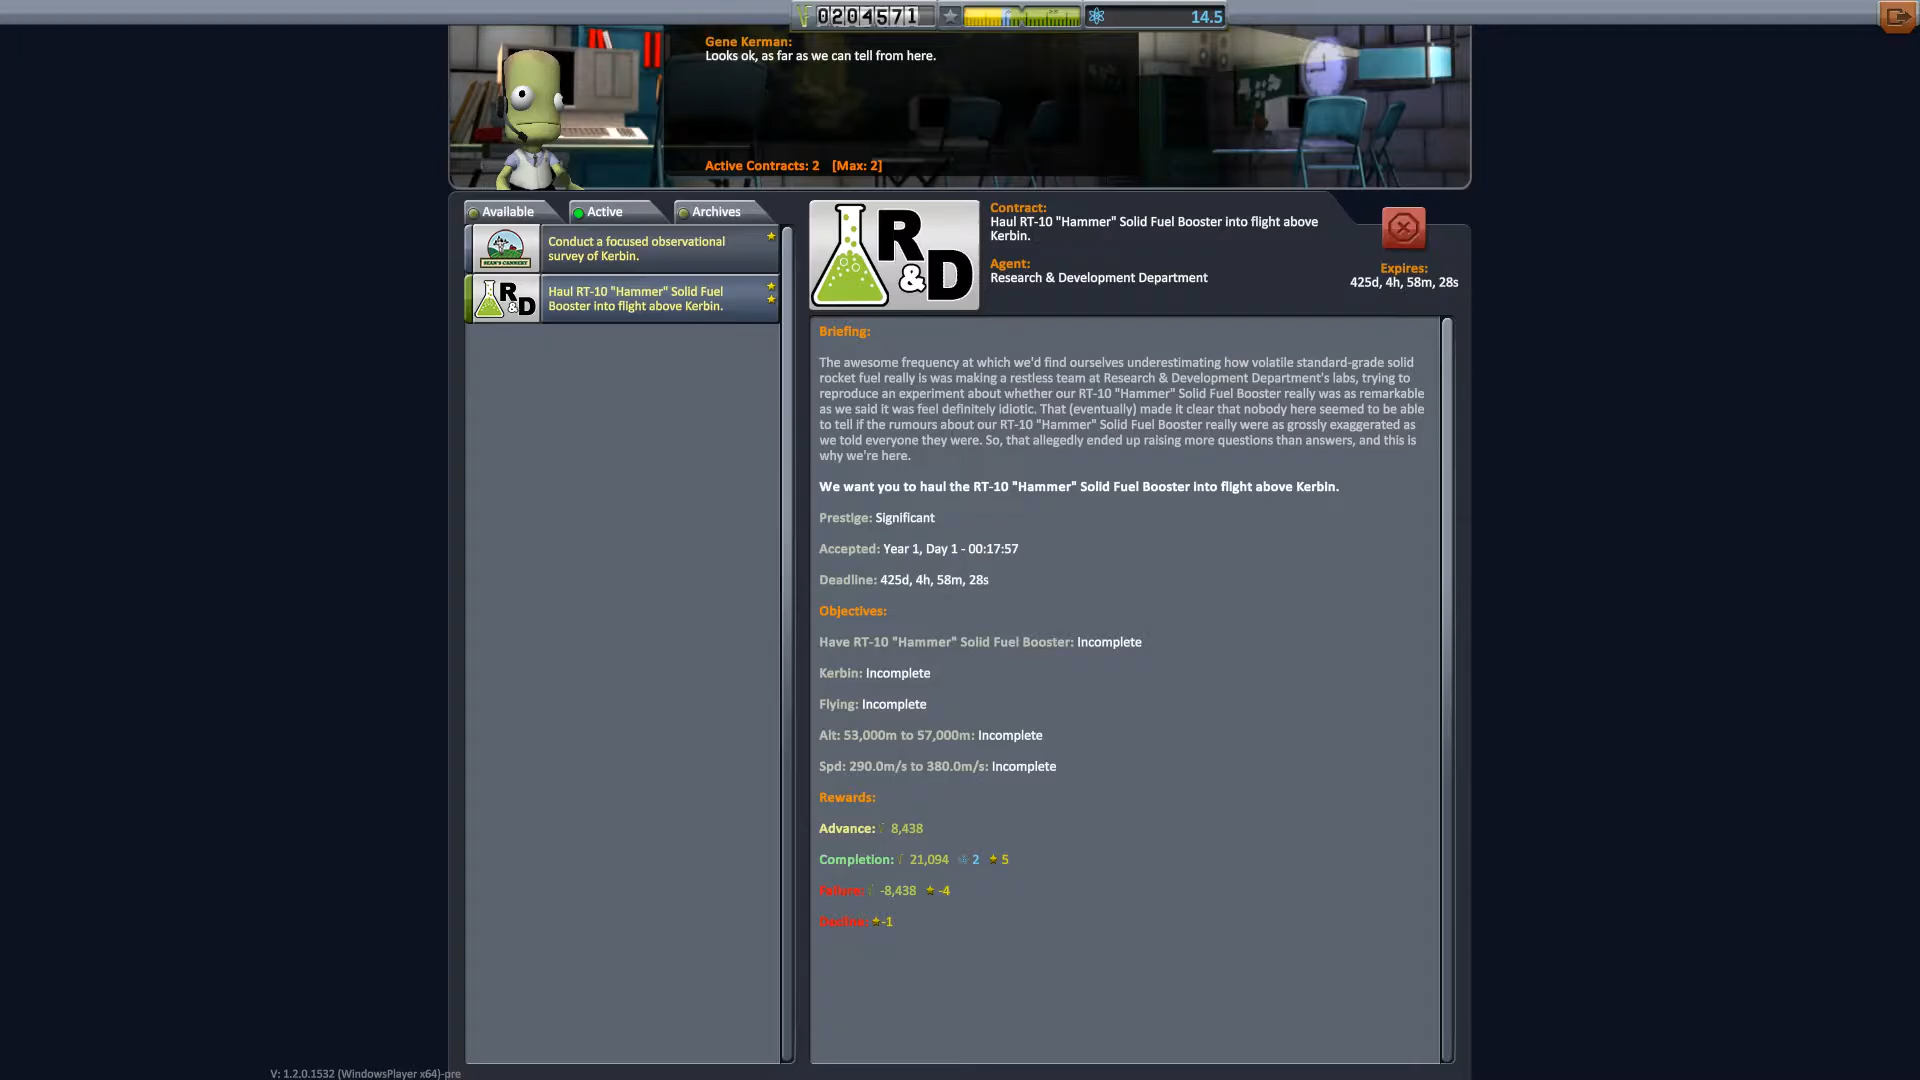 0204571
14.5
Gene Kerman:
Looks ok, as far as we can tell from here.
Active Contracts: 2 [Max: 2]
Available
Active
Archives
Conduct a focused observational
survey of Kerbin.
Haul RT-10 "Hammer" Solid Fuel
Booster into flight above Kerbin.
R&D
R&D
Contract:
Haul RT-10 "Hammer" Solid Fuel Booster into flight above
Kerbin.
Agent:
Research & Development Department
Expires:
425d, 4h, 58m, 28s
Briefing:
The awesome frequency at which we'd find ourselves underestimating how volatile standard-grade solid
rocket fuel really is was making a restless team at Research & Development Department's labs, trying to
reproduce an experiment about whether our RT-10 "Hammer" Solid Fuel Booster really was as remarkable
as we said it was feel definitely idiotic. That (eventually) made it clear that nobody here seemed to be able
to tell if the rumours about our RT-10 "Hammer" Solid Fuel Booster really were as grossly exaggerated as
we told everyone they were. So, that allegedly ended up raising more questions than answers, and this is
why we're here.
We want you to haul the RT-10 "Hammer" Solid Fuel Booster into flight above Kerbin.
Prestige: Significant
Accepted: Year 1, Day 1 - 00:17:57
Deadline: 425d, 4h, 58m, 28s
Objectives:
Have RT-10 "Hammer" Solid Fuel Booster: Incomplete
Kerbin: Incomplete
Flying: Incomplete
Alt: 53,000m to 57,000m: Incomplete
Spd: 290.0m/s to 380.0m/s: Incomplete
Rewards:
Advance: 8,438
Completion: 21,094 2 5
Failure: -8,438 -4
Decline: -1
V: 1.2.0.1532 (WindowsPlayer x64)-pre